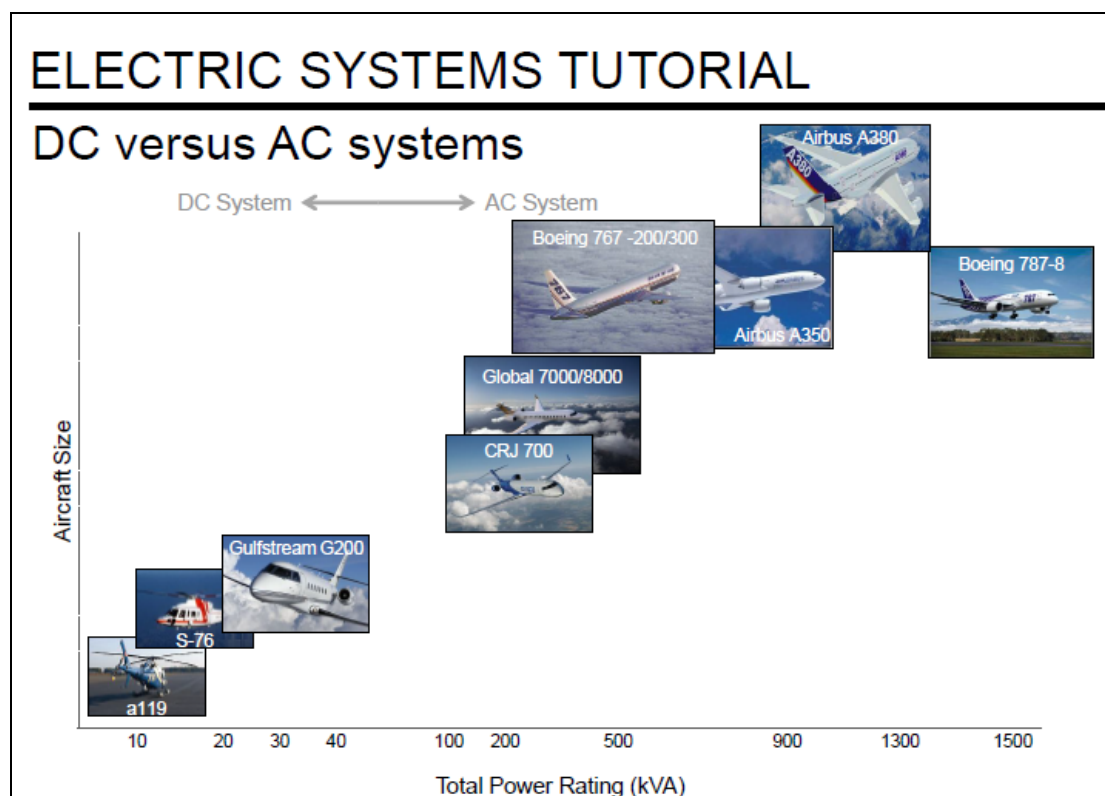 ELECTRIC SYSTEMS TUTORIAL
DC versus AC systems
DC System
AC System
Airbus A380
A380
Boeing 767 -200/300
767
Airbus A350
Boeing 787-8
787
Global 7000/8000
CRJ 700
Gulfstream G200
S-76
a119
Aircraft Size
10 20 30 40 100 200 500 900 1300 1500
Total Power Rating (kVA)